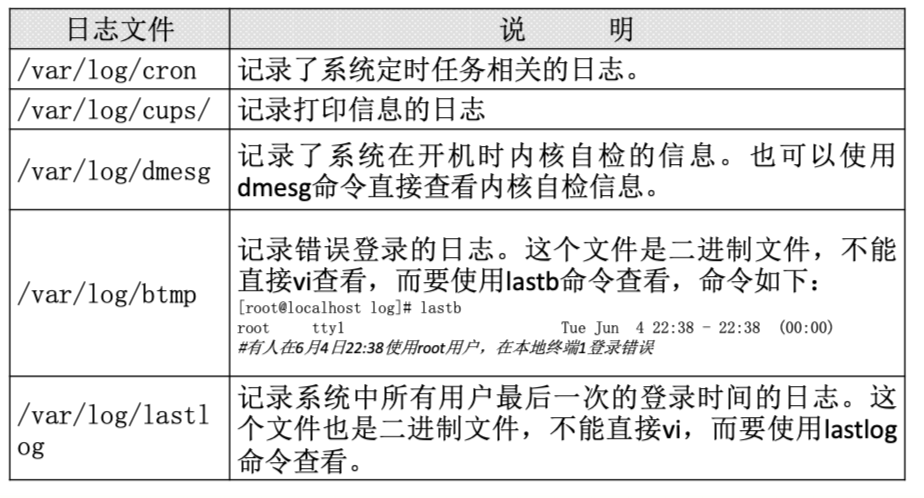 日志文件 说 明
/var/log/cron 记录了系统定时任务相关的日志。
/var/log/cups/ 记录打印信息的日志
/var/log/dmesg 记录了系统在开机时内核自检的信息。也可以使用
dmesg命令直接查看内核自检信息。
/var/log/btmp 记录错误登录的日志。这个文件是二进制文件，不能
直接vi查看，而要使用lastb命令查看，命令如下：
[root@localhost log]# lastb
root tty1 Tue Jun 4 22:38 - 22:38 (00:00)
#有人在6月4日22:38使用root用户，在本地终端1登录错误
/var/log/lastl
og
记录系统中所有用户最后一次的登录时间的日志。这
个文件也是二进制文件，不能直接vi，而要使用lastlog
命令查看。